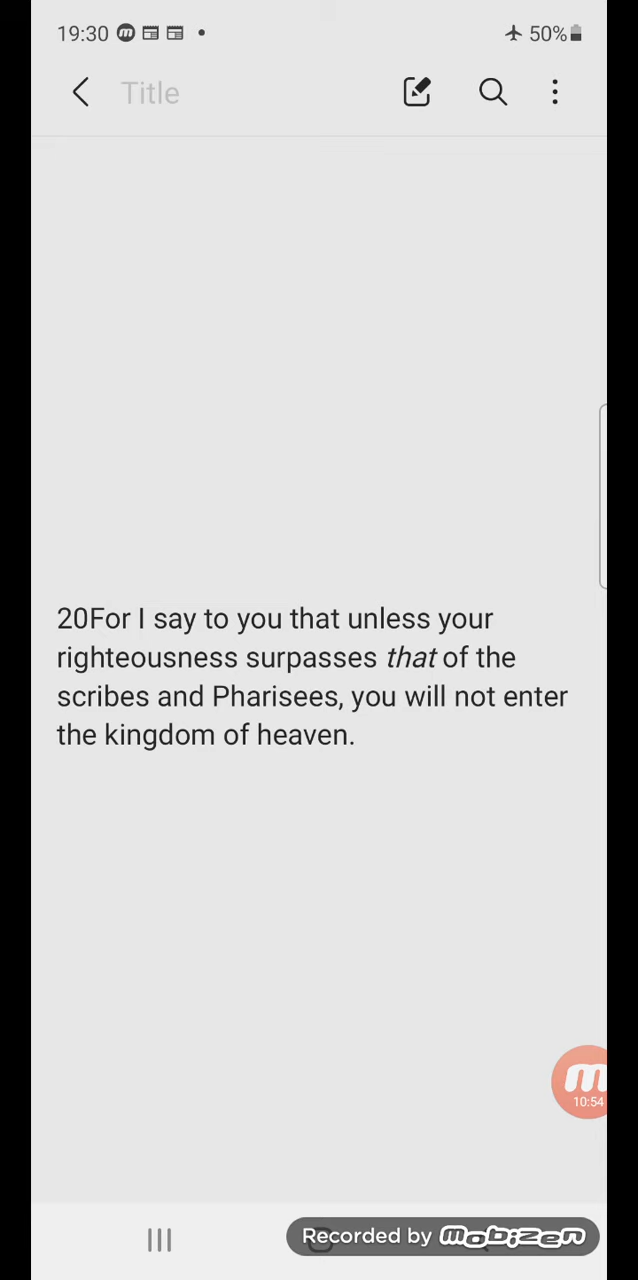 19:30
50%
Title
20For I say to you that unless your
righteousness surpasses that of the
scribes and Pharisees, you will not enter
the kingdom of heaven.
m
10:54
Recorded by mobizen